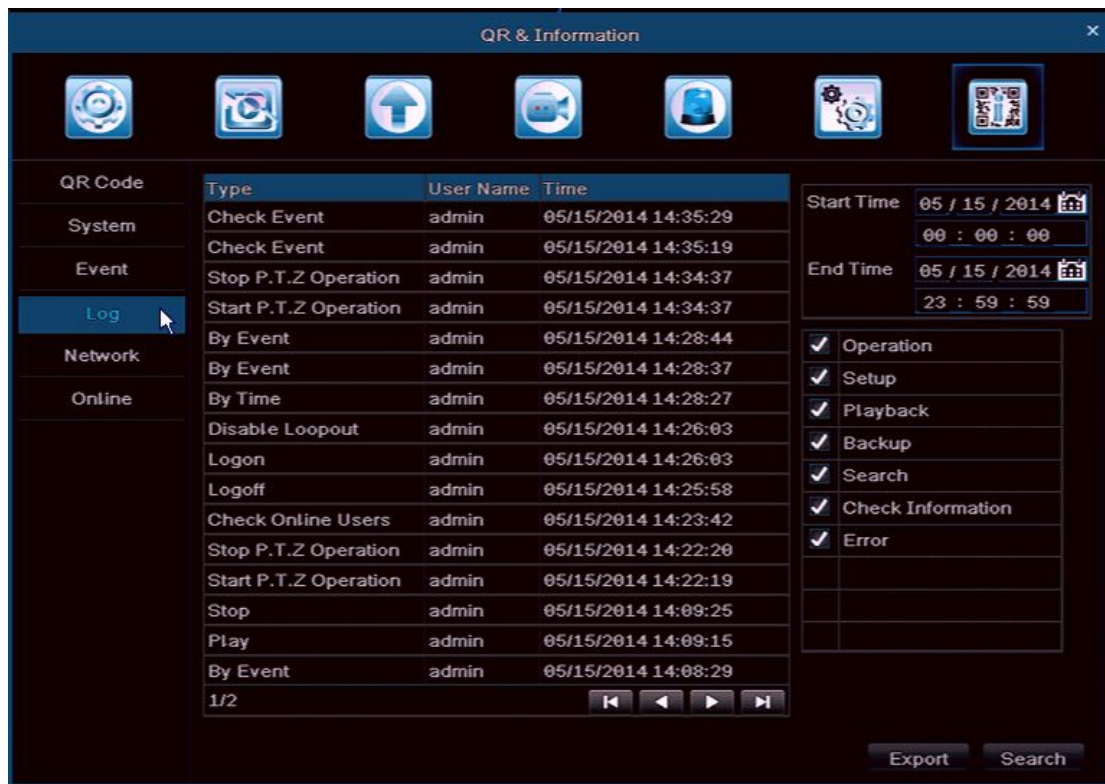 QR & Information
QR Code
System
Event
Log
Network
Online
Type User Name Time
Check Event admin 05/15/2014 14:35:29
Check Event admin 05/15/2014 14:35:19
Stop P.T.Z Operation admin 05/15/2014 14:34:37
Start P.T.Z Operation admin 05/15/2014 14:34:37
By Event admin 05/15/2014 14:28:44
By Event admin 05/15/2014 14:28:37
By Time admin 05/15/2014 14:28:27
Disable Loopout admin 05/15/2014 14:26:03
Logon admin 05/15/2014 14:26:03
Logoff admin 05/15/2014 14:25:58
Check Online Users admin 05/15/2014 14:23:42
Stop P.T.Z Operation admin 05/15/2014 14:22:20
Start P.T.Z Operation admin 05/15/2014 14:22:19
Stop admin 05/15/2014 14:09:25
Play admin 05/15/2014 14:09:15
By Event admin 05/15/2014 14:08:29
1/2
Start Time 05 / 15 / 2014
00 : 00 : 00
End Time 05 / 15 / 2014
23 : 59 : 59
Operation
Setup
Playback
Backup
Search
Check Information
Error
Export Search